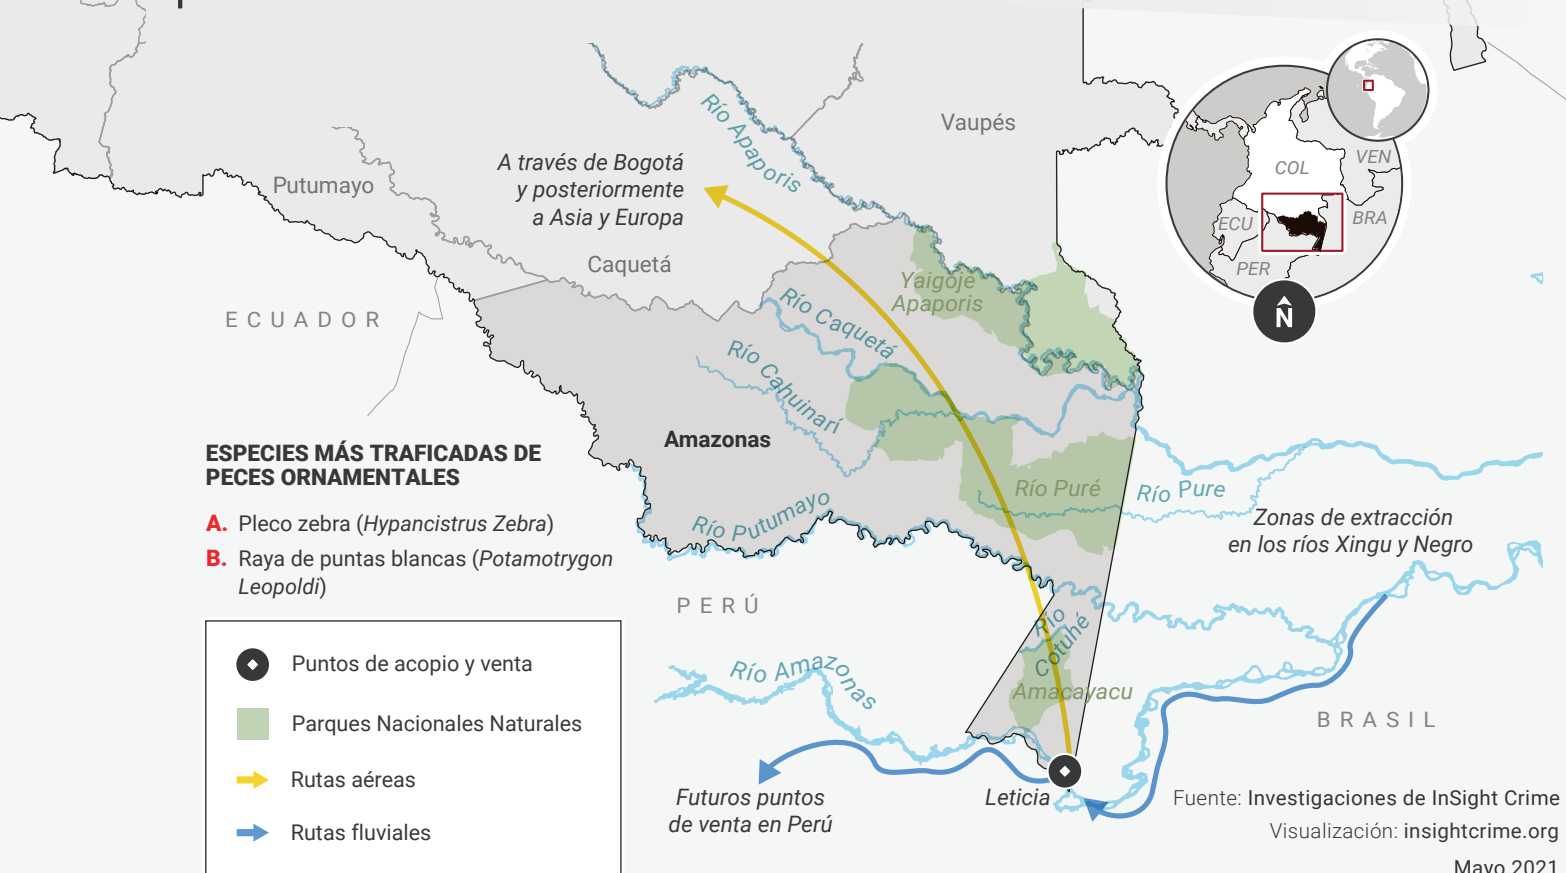 Río Apaporis
Vaupés
COL
VEN
ECU
BRA
PER
N
A través de Bogotá
y posteriormente
a Asia y Europa
Putumayo
Caquetá
ECUADOR
Yaigojé
Apaporis
Río Caquetá
Río Cahuinarí
Amazonas
Río Putumayo
Río Puré
Río Pure
Zonas de extracción
en los ríos Xingu y Negro
ESPECIES MÁS TRAFICADAS DE
PECES ORNAMENTALES
A. Pleco zebra (Hypancistrus Zebra)
B. Raya de puntas blancas (Potamotrygon
Leopoldi)
PERÚ
Río
Cotuhé
Río Amazonas
Amacayacu
BRASIL
Puntos de acopio y venta
Parques Nacionales Naturales
Rutas aéreas
Rutas fluviales
Futuros puntos
de venta en Perú
Leticia
Fuente: Investigaciones de InSight Crime
Visualización: insightcrime.org
Mayo 2021